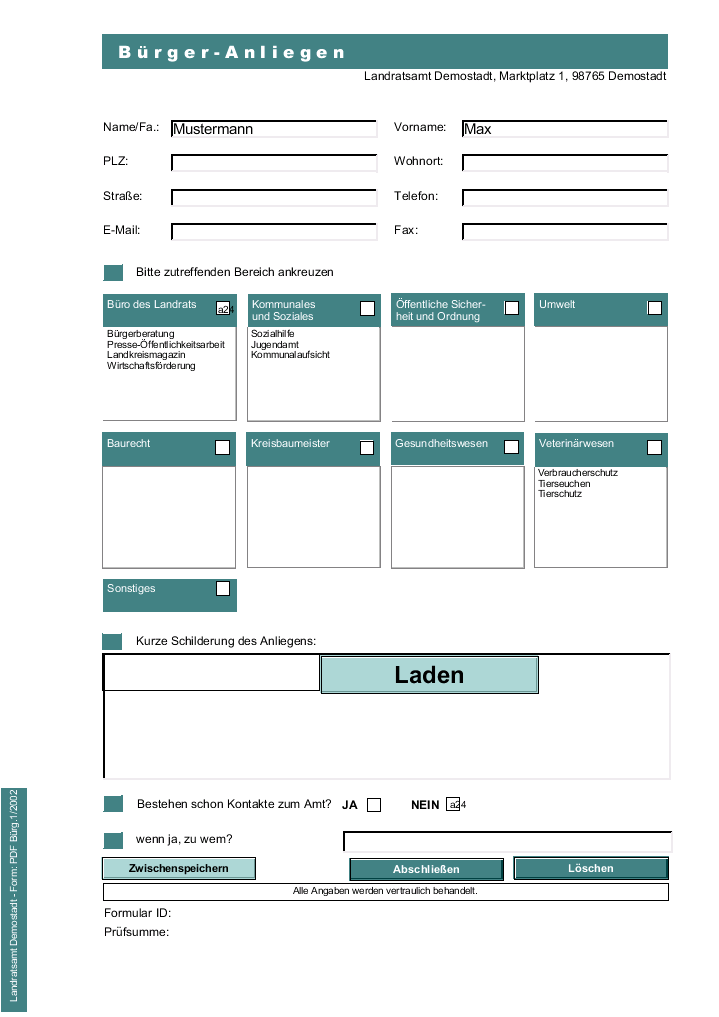 Bürger-Anliegen
Landratsamt Demostadt, Marktplatz 1, 98765 Demostadt
Name/Fa.: Mustermann Vorname: Max
PLZ: Wohnort:
Straße: Telefon:
E-Mail: Fax:
Bitte zutreffenden Bereich ankreuzen
Büro des Landrats a24
Bürgerberatung
Presse-Öffentlichkeitsarbeit
Landkreismagazin
Wirtschaftsförderung
Kommunales
und Soziales
Sozialhilfe
Jugendamt
Kommunalaufsicht
Öffentliche Sicher-
heit und Ordnung
Umwelt
Baurecht
Kreisbaumeister
Gesundheitswesen
Veterinärwesen
Verbraucherschutz
Tierseuchen
Tierschutz
Sonstiges
Kurze Schilderung des Anliegens:
Laden
Bestehen schon Kontakte zum Amt? JA NEIN a24
wenn ja, zu wem?
Zwischenspeichern Abschließen Löschen
Alle Angaben werden vertraulich behandelt.
Formular ID:
Prüfsumme:
Landratsamt Demostadt - Form: PDF Bürg.1/2002